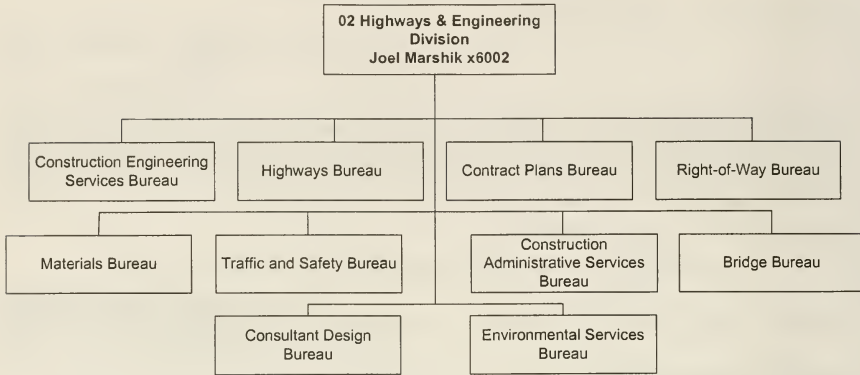 02 Highways & Engineering
Division
Joel Marshik x6002
Construction Engineering
Services Bureau
Highways Bureau
Contract Plans Bureau
Right-of-Way Bureau
Materials Bureau
Traffic and Safety Bureau
Construction
Administrative Services
Bureau
Bridge Bureau
Consultant Design
Bureau
Environmental Services
Bureau